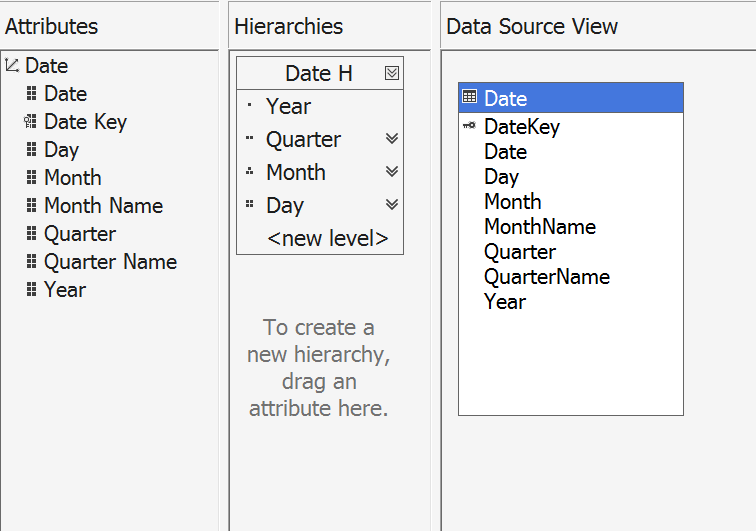 Attributes
Date
Date
Date Key
Day
Month
Month Name
Quarter
Quarter Name
Year
Hierarchies
Date H
Year
Quarter
Month
Day
<new level>
To create a
new hierarchy,
drag an
attribute here.
Data Source View
Date
DateKey
Date
Day
Month
MonthName
Quarter
QuarterName
Year